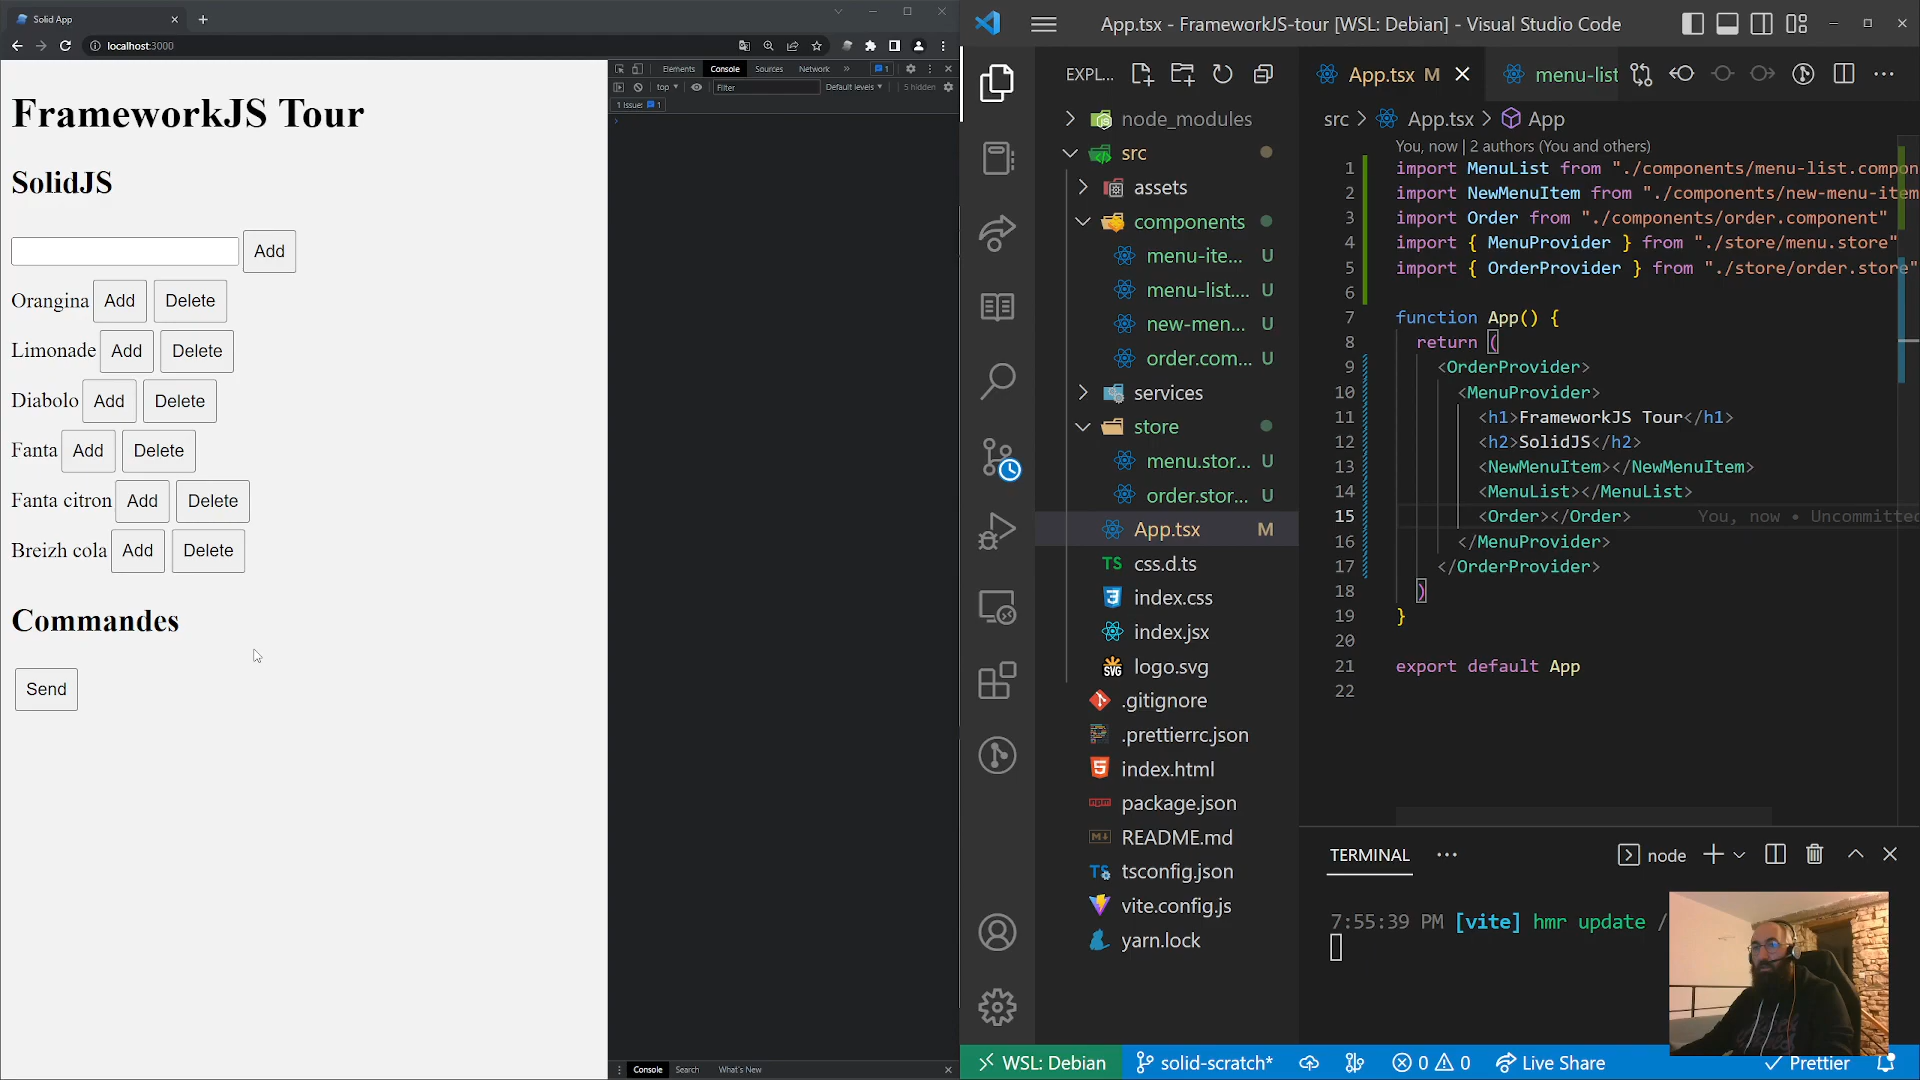 Solid App
localhost:3000
FrameworkJS Tour
SolidJS
Add
Orangina Add Delete
Limonade Add Delete
Diabolo Add Delete
Fanta Add Delete
Fanta citron Add Delete
Breizh cola Add Delete
Commandes
Send
Elements Console Sources Network » 1
top Filter Default levels 5 hidden
1 Issue: 1
Console Search What's New
App.tsx - FrameworkJS-tour [WSL: Debian] - Visual Studio Code
EXPL...
node_modules
src
assets
components
menu-ite... U
menu-list.... U
new-men... U
order.com... U
services
store
menu.stor... U
order.stor... U
App.tsx M
TS css.d.ts
index.css
index.jsx
SVG logo.svg
.gitignore
.prettierrc.json
index.html
package.json
README.md
TS tsconfig.json
vite.config.js
yarn.lock
App.tsx M menu-list
src > App.tsx > App
You, now | 2 authors (You and others)
1 import MenuList from "./components/menu-list.compon
2 import NewMenuItem from "./components/new-menu-item
3 import Order from "./components/order.component"
4 import { MenuProvider } from "./store/menu.store"
5 import { OrderProvider } from "./store/order.store"
6
7 function App() {
8 return (
9 <OrderProvider>
10 <MenuProvider>
11 <h1>FrameworkJS Tour</h1>
12 <h2>SolidJS</h2>
13 <NewMenuItem></NewMenuItem>
14 <MenuList></MenuList>
15 <Order></Order> You, now • Uncommitted
16 </MenuProvider>
17 </OrderProvider>
18 )
19 }
20
21 export default App
22
TERMINAL ··· node
7:55:39 PM [vite] hmr update /
WSL: Debian solid-scratch* 0 0 Live Share Prettier